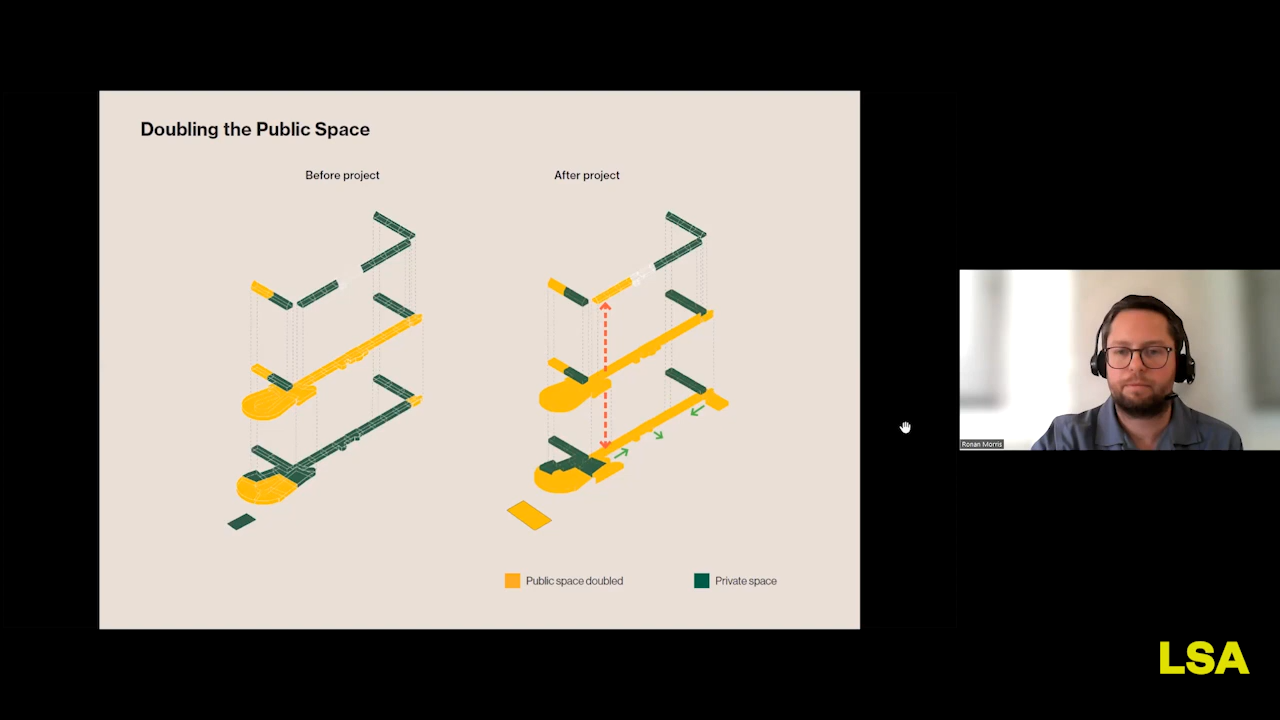 Doubling the Public Space
Before project
After project
Public space doubled
Private space
Ronan Morris
LSA